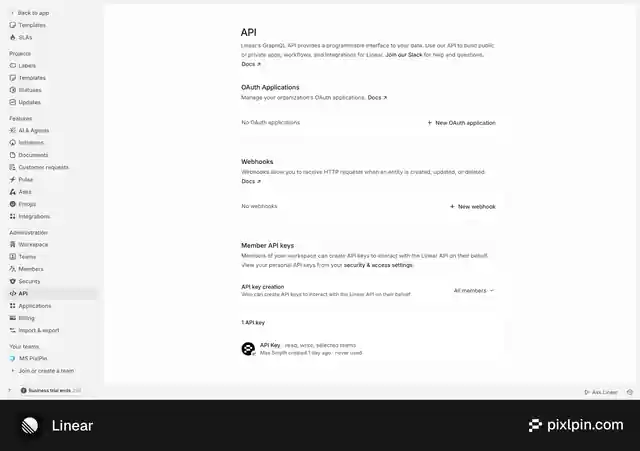 Back to app
Templates
SLAs
Projects
Labels
Templates
Statuses
Updates
Features
AI & Agents
Initiatives
Documents
Customer requests
Pulse
Asks
Emojis
Integrations
Administration
Workspace
Teams
Members
Security
API
Applications
Billing
Import & export
Your teams
MS PixlPin
Join or create a team
Business trial ends
API
Linear's GraphQL API provides a programmable interface to your data. Use our API to build public
or private apps, workflows, and integrations for Linear. Join our Slack for help and questions.
Docs ↗
OAuth Applications
Manage your organization's OAuth applications. Docs ↗
No OAuth applications
+ New OAuth application
Webhooks
Webhooks allow you to receive HTTP requests when an entity is created, updated, or deleted.
Docs ↗
No webhooks
+ New webhook
Member API keys
Members of your workspace can create API keys to interact with the Linear API on their behalf.
View your personal API keys from your security & access settings.
API key creation
Who can create API keys to interact with the Linear API on their behalf
All members
1 API key
API Key · read, write, selected teams
Max Smyth created 1 day ago · never used
? 
Ask Linear
Linear
pixlpin.com